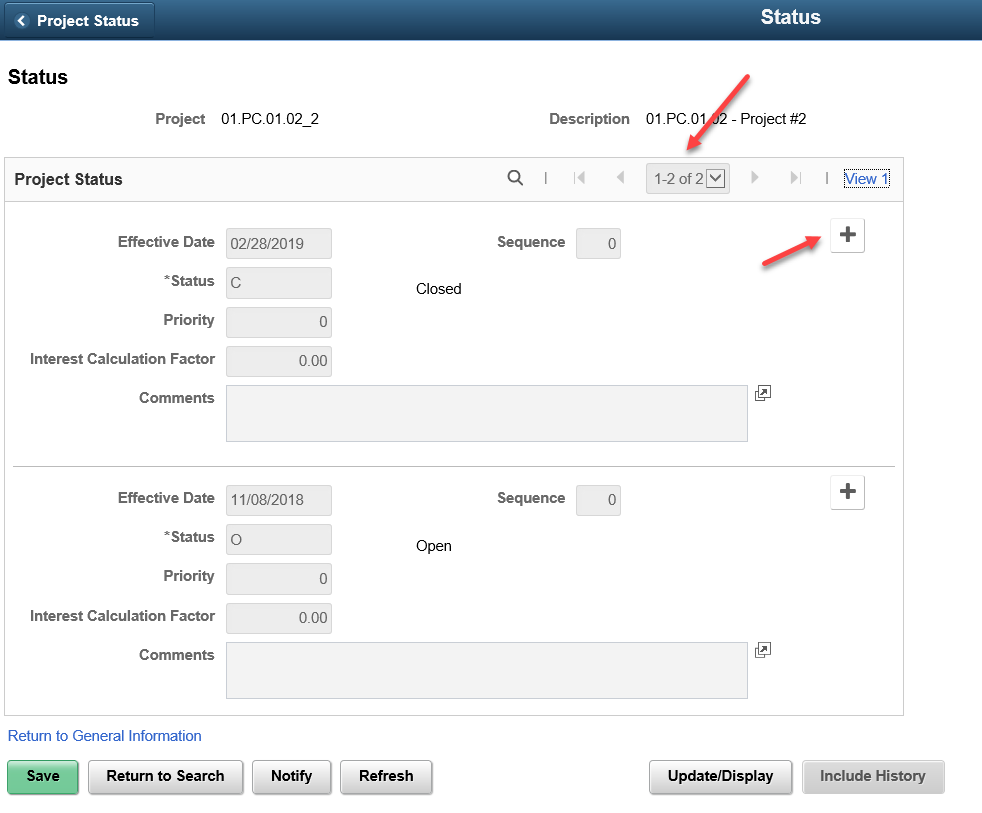 Project Status
Status
Status
Project 01.PC.01.02_2 Description 01.PC.01.02 - Project #2
Project Status | 1-2 of 2 | View 1
Effective Date 02/28/2019 Sequence 0
*Status C Closed
Priority 0
Interest Calculation Factor 0.00
Comments
Effective Date 11/08/2018 Sequence 0
*Status O Open
Priority 0
Interest Calculation Factor 0.00
Comments
Return to General Information
Save Return to Search Notify Refresh Update/Display Include History